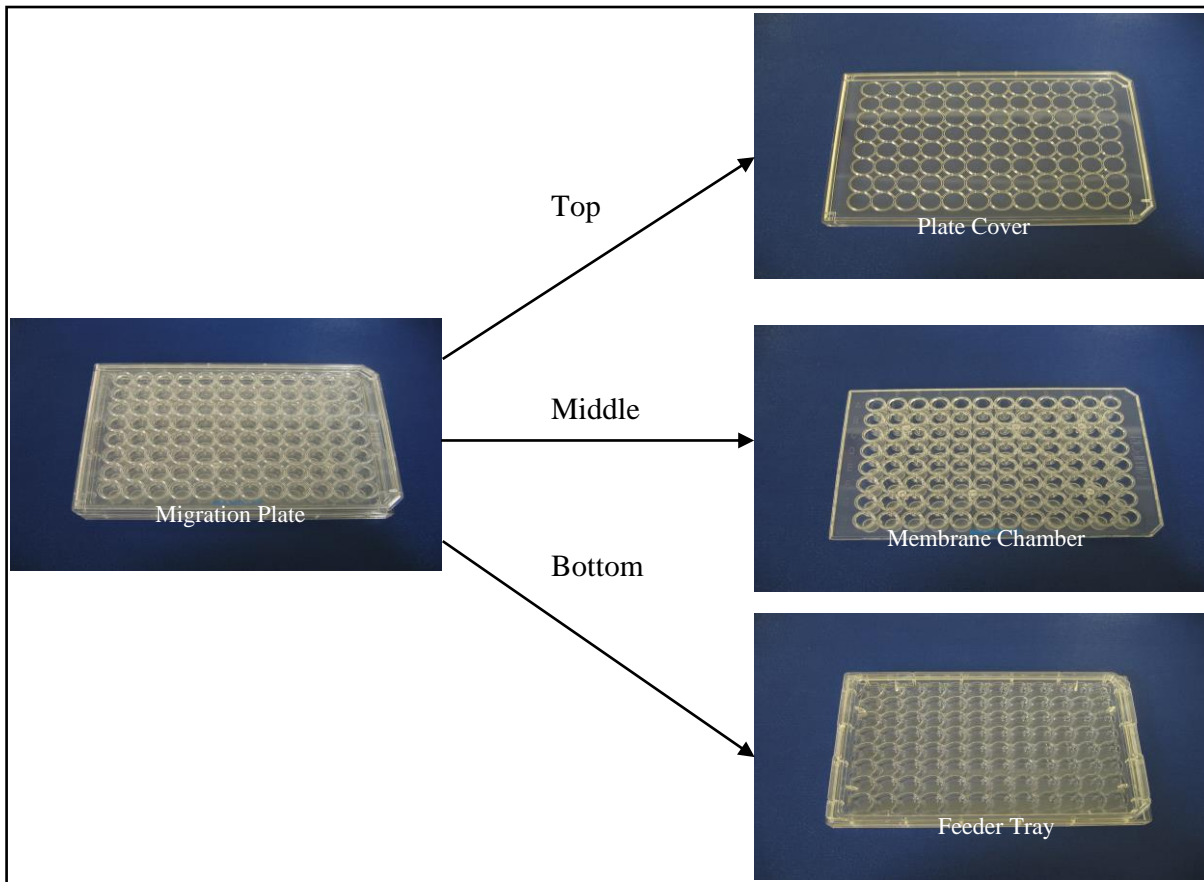 Top
Plate Cover
Migration Plate
Middle
Membrane Chamber
Bottom
Feeder Tray